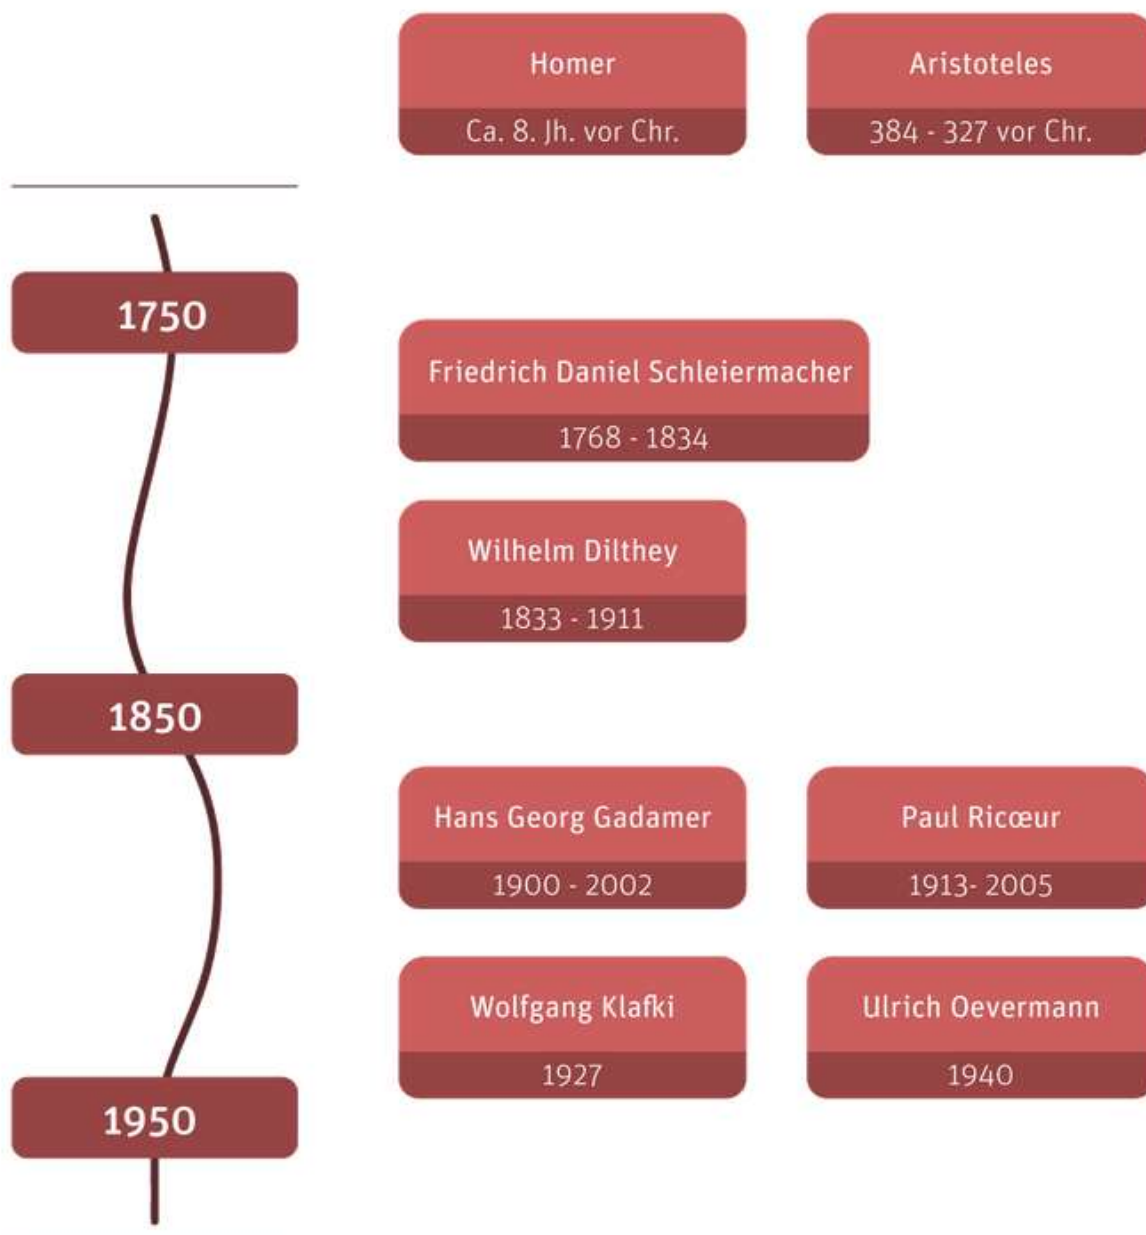 Homer
Ca. 8. Jh. vor Chr.
Aristoteles
384 - 327 vor Chr.
1750
Friedrich Daniel Schleiermacher
1768 - 1834
Wilhelm Dilthey
1833 - 1911
1850
Hans Georg Gadamer
1900 - 2002
Paul Ricœur
1913- 2005
Wolfgang Klafki
1927
Ulrich Oevermann
1940
1950